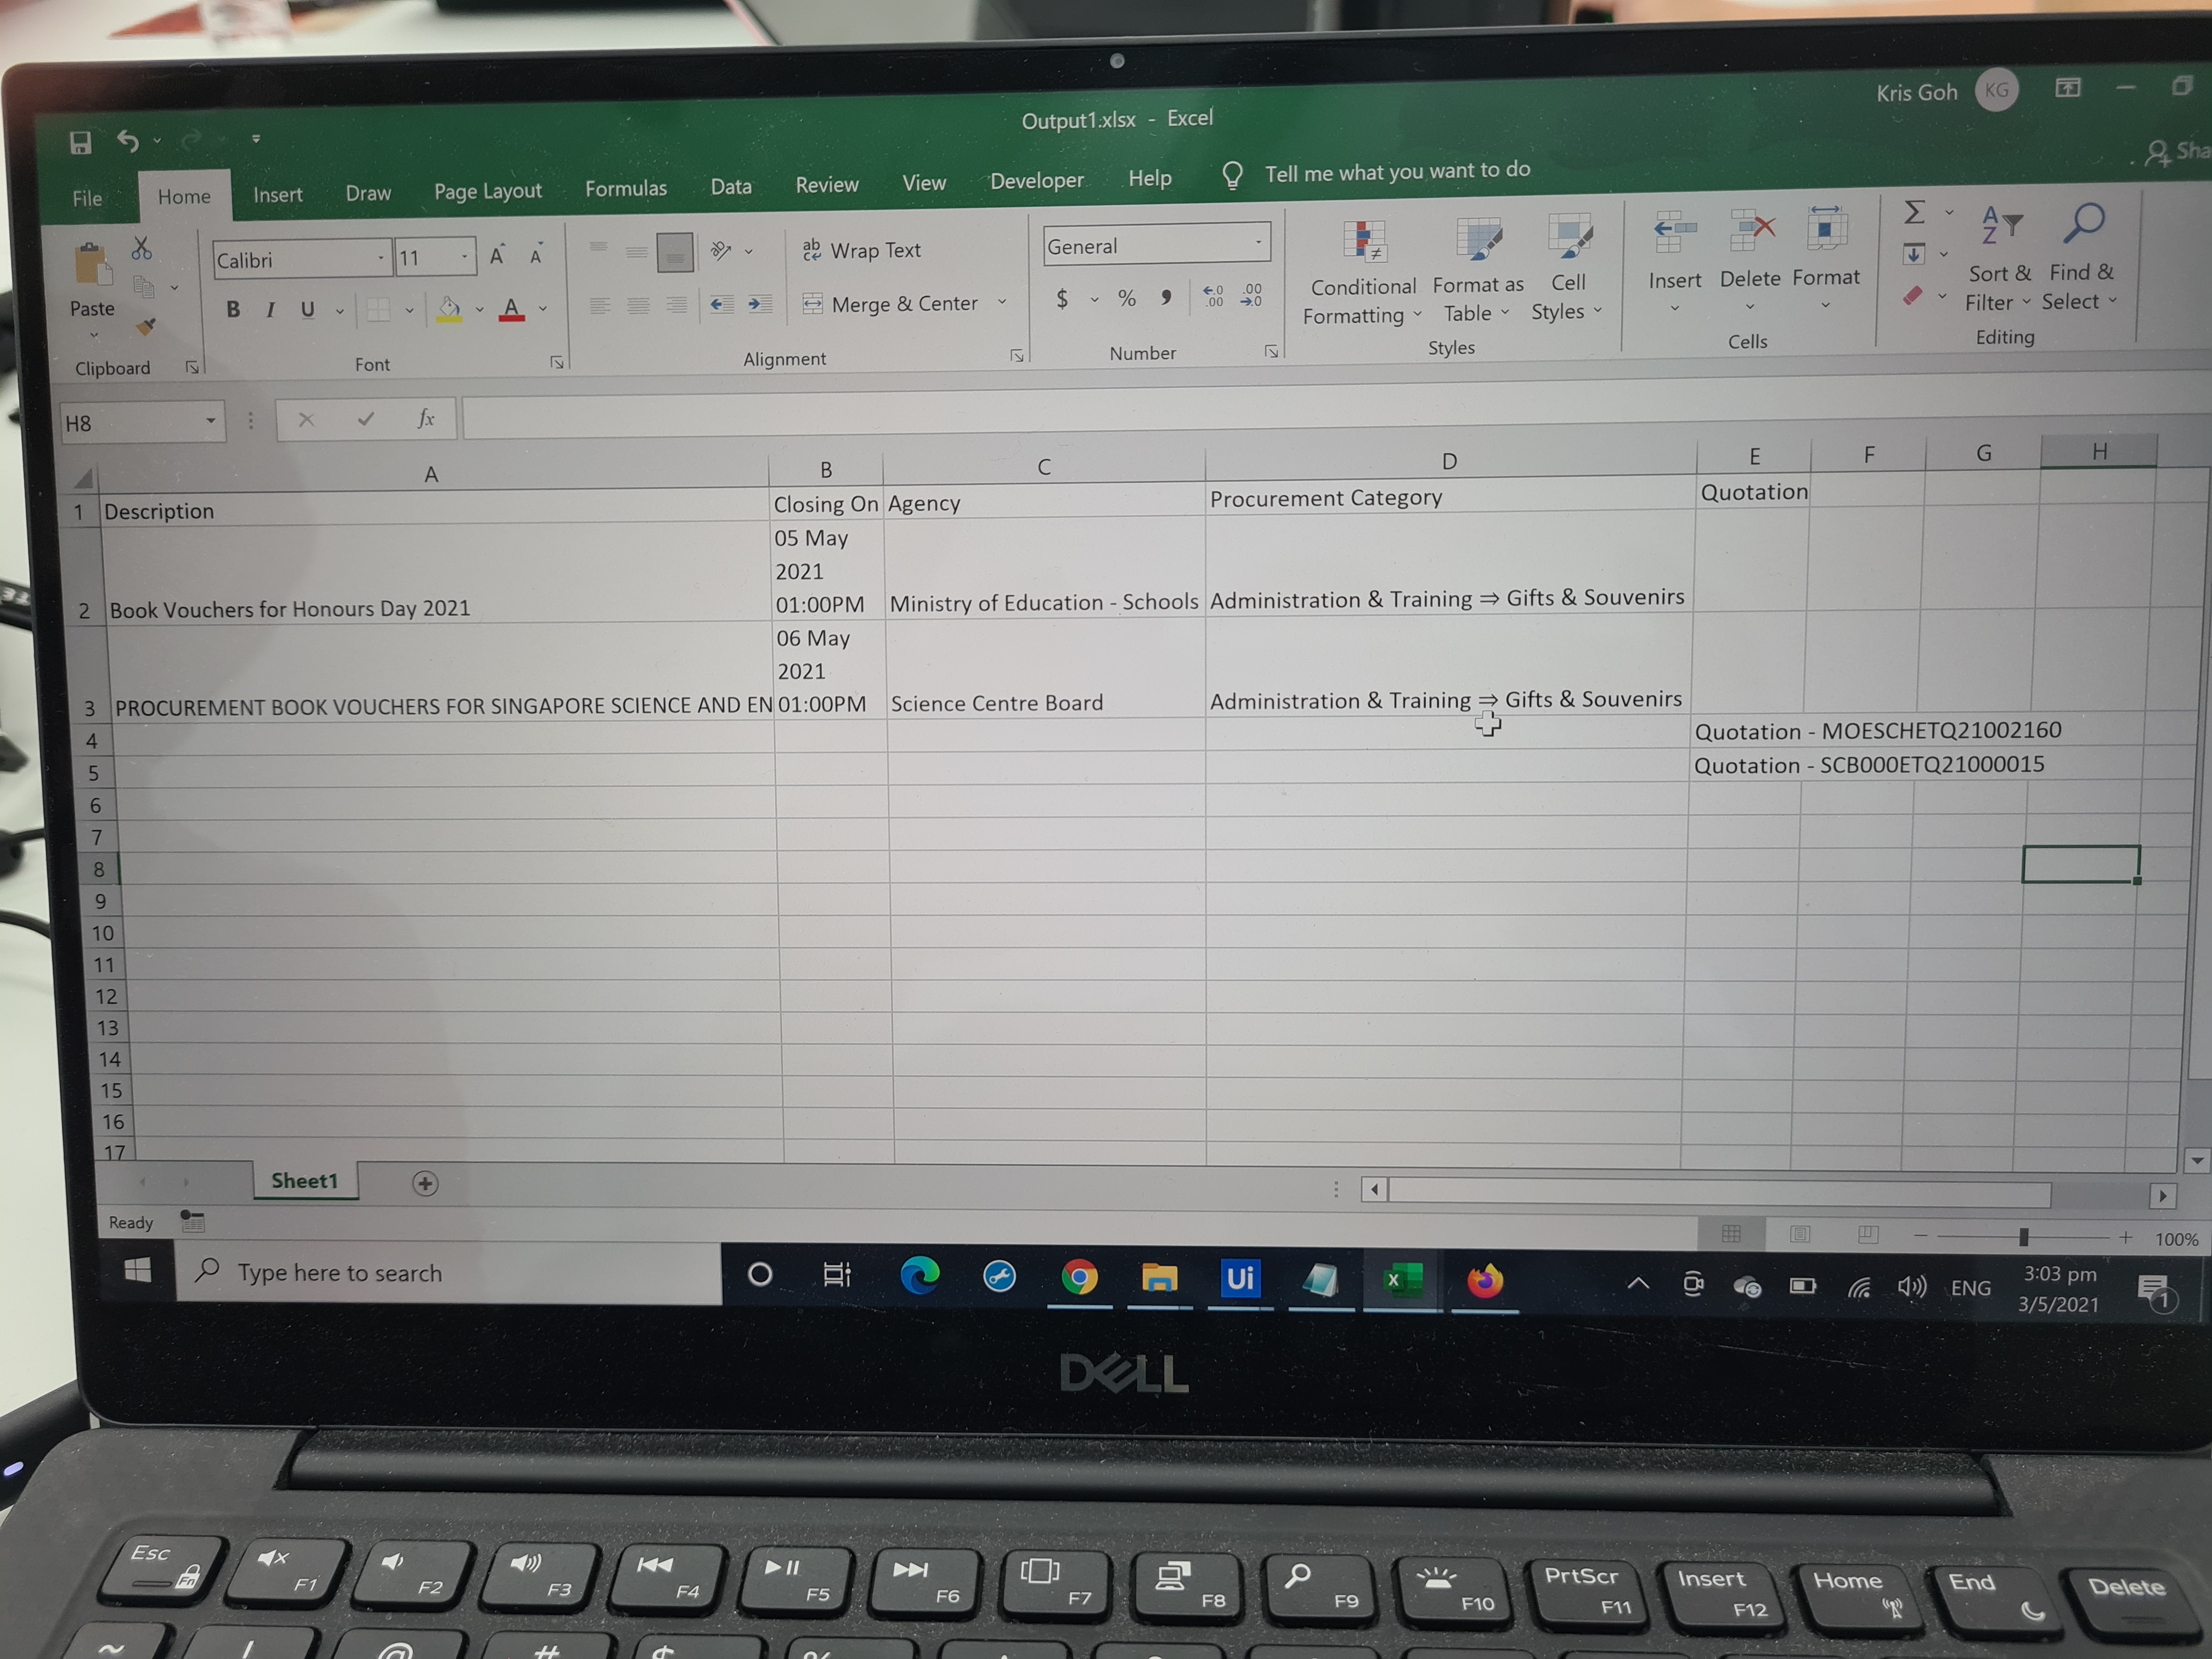 Kris Goh KG
Output1.xlsx - Excel
Sha
File Home Insert Draw Page Layout Formulas Data Review View Developer Help Tell me what you want to do
Calibri 11
Wrap Text
General
Paste
B I U
Merge & Center
$ % ,
Conditional Formatting
Format as Table
Cell Styles
Insert Delete Format
Sort & Filter
Find & Select
Clipboard Font Alignment Number Styles Cells Editing
H8 fx
A B C D E F G H
1 Description Closing On Agency Procurement Category Quotation
05 May
2021
2 Book Vouchers for Honours Day 2021 01:00PM Ministry of Education - Schools Administration & Training ⇒ Gifts & Souvenirs
06 May
2021
3 PROCUREMENT BOOK VOUCHERS FOR SINGAPORE SCIENCE AND EN 01:00PM Science Centre Board Administration & Training ⇒ Gifts & Souvenirs
4 Quotation - MOESCHETQ21002160
5 Quotation - SCB000ETQ21000015
6
7
8
9
10
11
12
13
14
15
16
17
Sheet1
Ready 100%
Type here to search Ui ENG 3:03 pm
3/5/2021 1
DELL
Esc Fn F1 F2 F3 F4 F5 F6 F7 F8 F9 F10 PrtScr F11 Insert F12 Home End Delete
~ ! @ # $ %